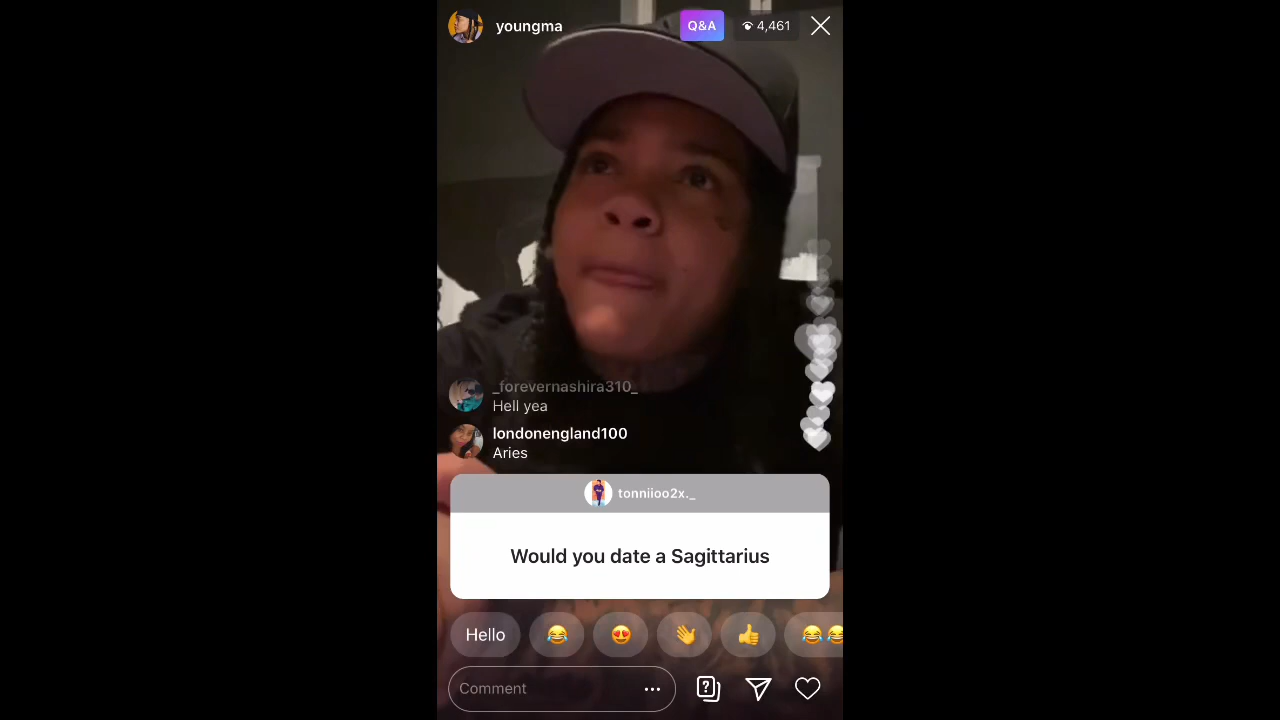 youngma
Q&A
4,461
_forevernashira310_
Hell yea
londonengland100
Aries
tonniioo2x._
Would you date a Sagittarius
Hello
Comment